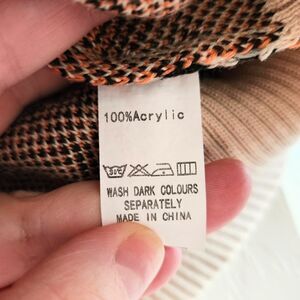 100%Acrylic
WASH DARK COLOURS
SEPARATELY
MADE IN CHINA